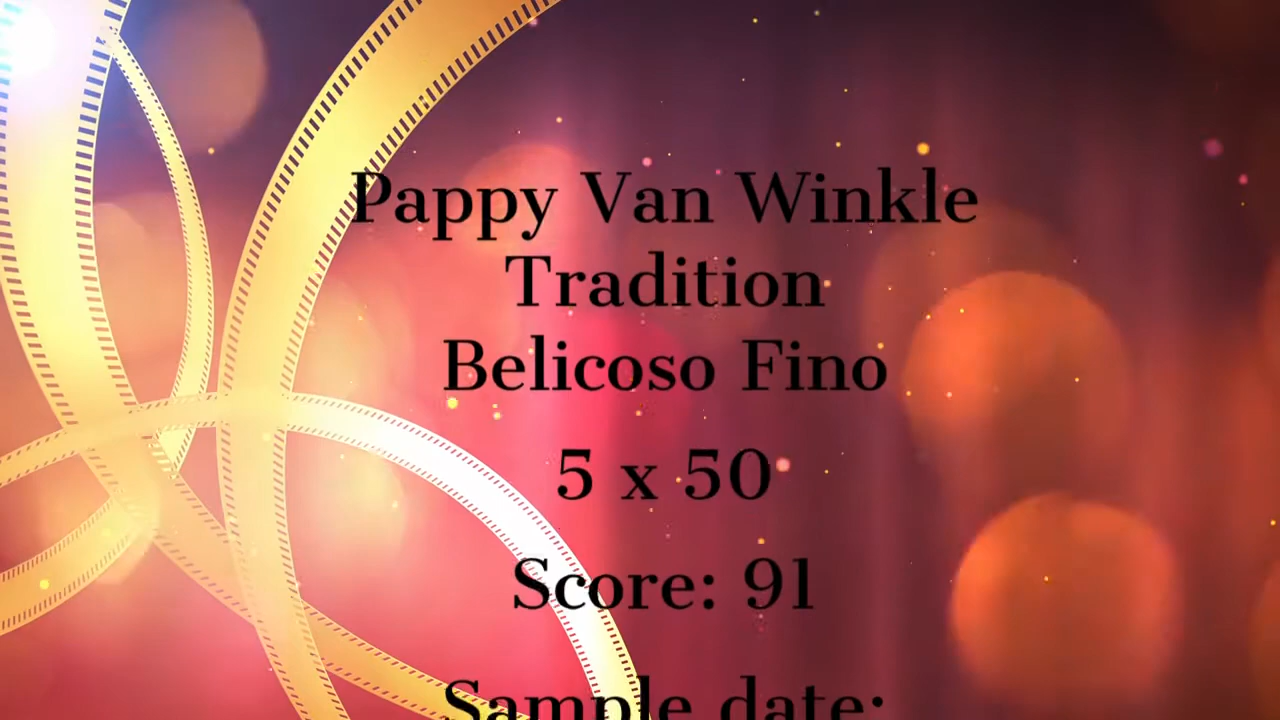 Pappy Van Winkle
Tradition
Belicoso Fino
5 x 50
Score: 91
Sample date: